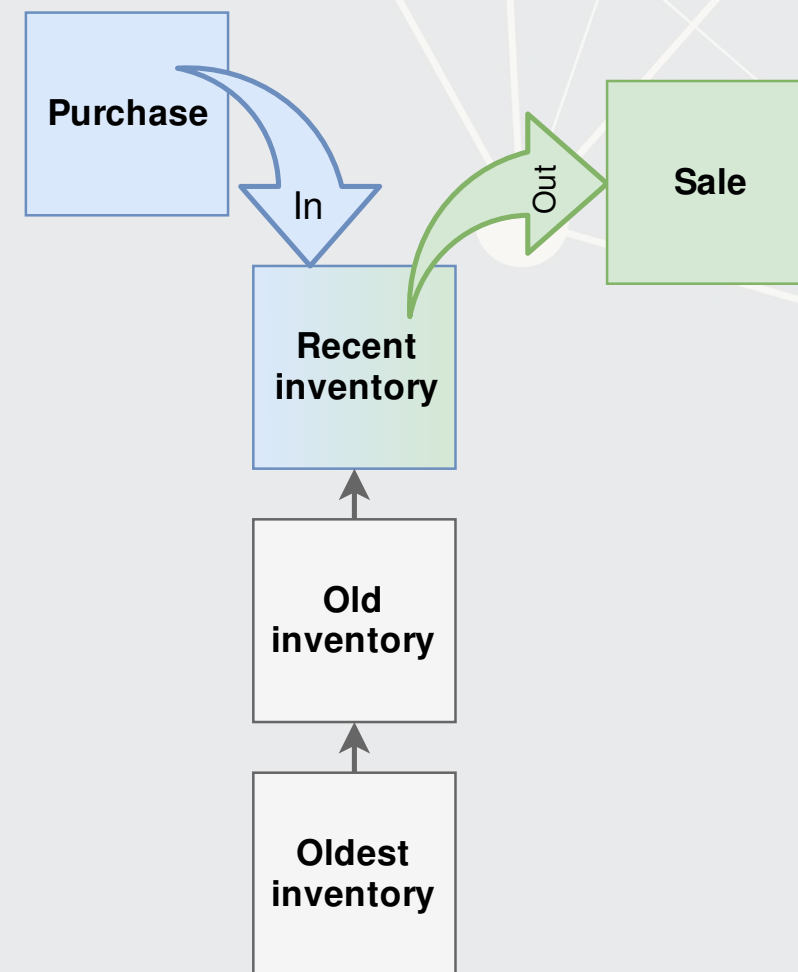 Purchase
In
Out
Sale
Recent
inventory
Old
inventory
Oldest
inventory